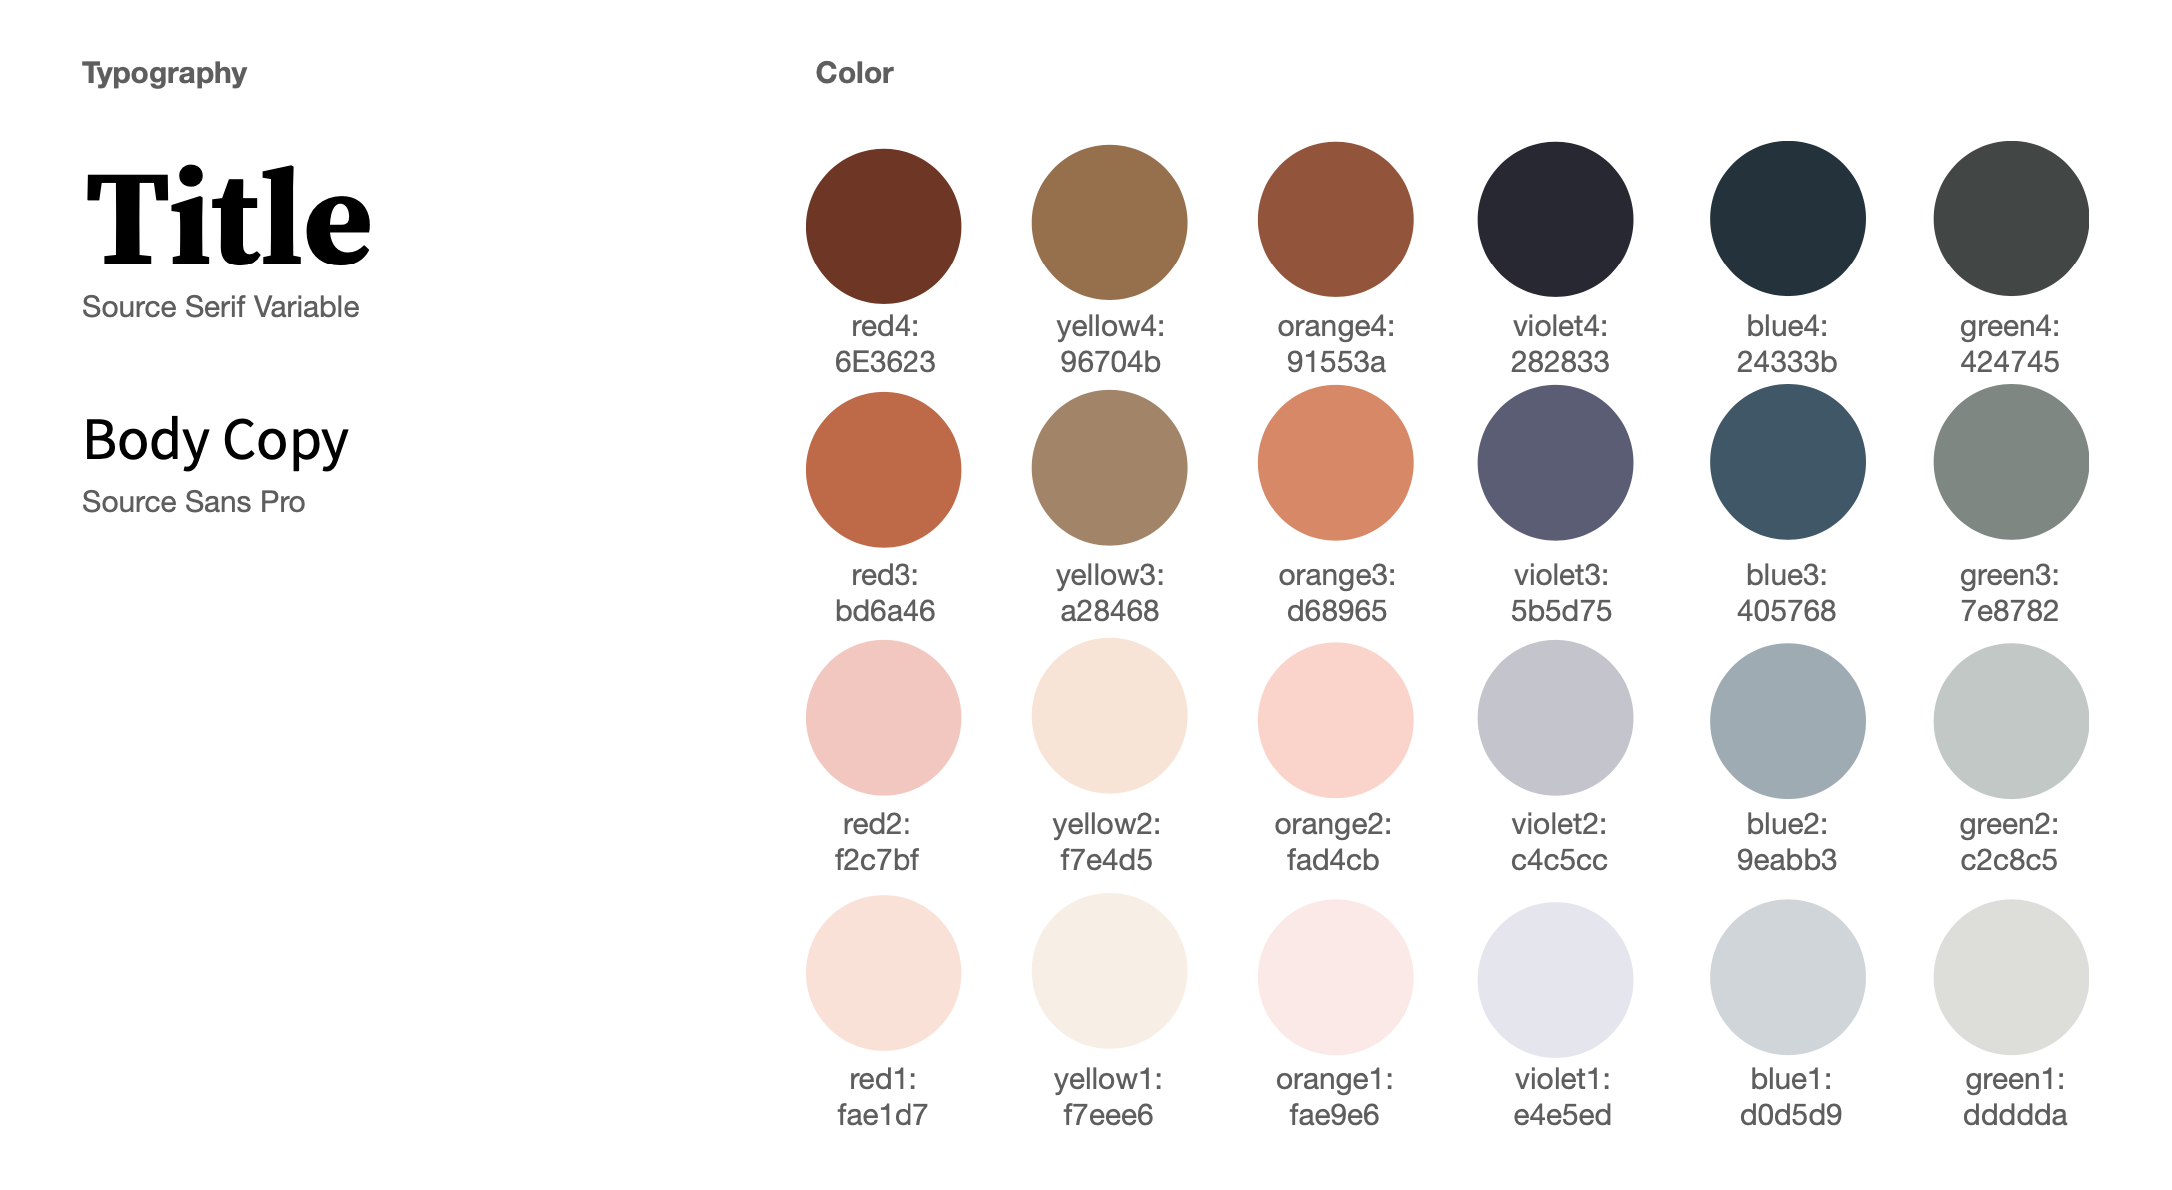 Typography
Title
Source Serif Variable
Body Copy
Source Sans Pro
Color
red4:
6E3623
yellow4:
96704b
orange4:
91553a
violet4:
282833
blue4:
24333b
green4:
424745
red3:
bd6a46
yellow3:
a28468
orange3:
d68965
violet3:
5b5d75
blue3:
405768
green3:
7e8782
red2:
f2c7bf
yellow2:
f7e4d5
orange2:
fad4cb
violet2:
c4c5cc
blue2:
9eabb3
green2:
c2c8c5
red1:
fae1d7
yellow1:
f7eee6
orange1:
fae9e6
violet1:
e4e5ed
blue1:
d0d5d9
green1:
ddddda